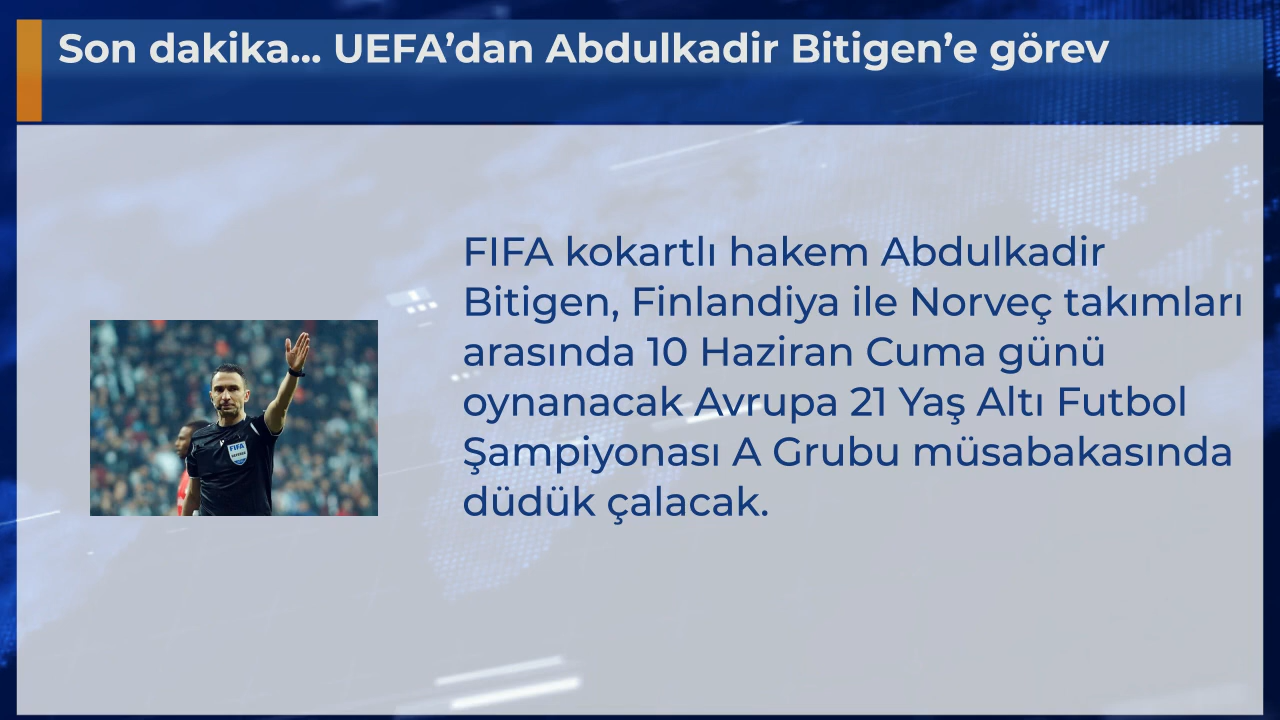 Son dakika... UEFA’dan Abdulkadir Bitigen’e görev
FIFA kokartlı hakem Abdulkadir
Bitigen, Finlandiya ile Norveç takımları
arasında 10 Haziran Cuma günü
oynanacak Avrupa 21 Yaş Altı Futbol
Şampiyonası A Grubu müsabakasında
düdük çalacak.
FIFA